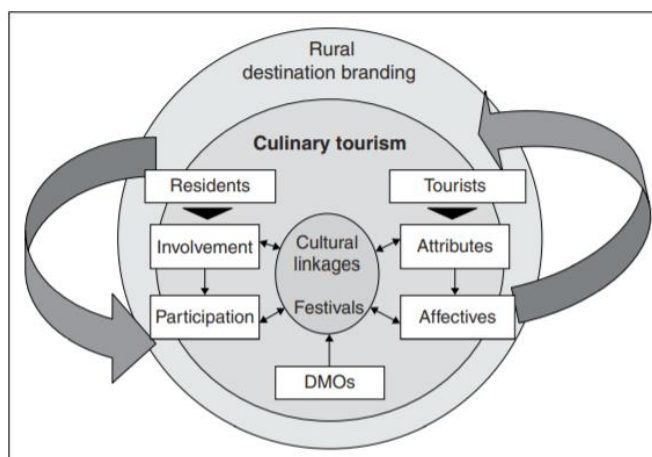 Rural
destination branding
Culinary tourism
Residents
Tourists
Involvement
Cultural
linkages
Attributes
Participation
Festivals
Affectives
DMOs